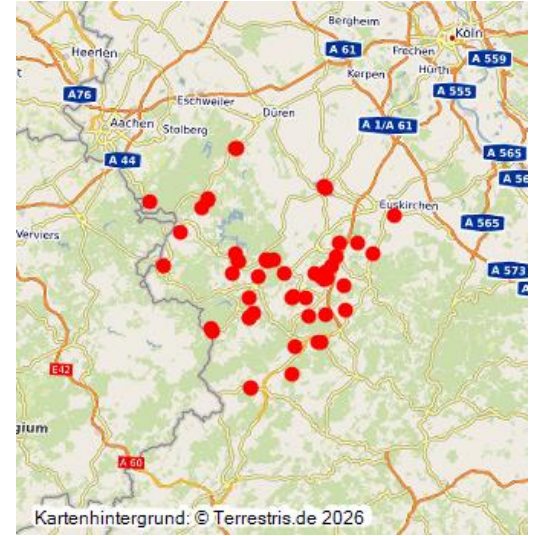 Bergheim
Köln
A 61
Heerlen
Frechen
A 559
Hürth
Kerpen
A76
A 555
Eschweiler
Düren
Aachen
Stolberg
A 1/A 61
A 44
A 565
A 56
Euskirchen
A 565
Verviers
A 573
E42
gium
A 60
Kartenhintergrund: © Terrestris.de 2026